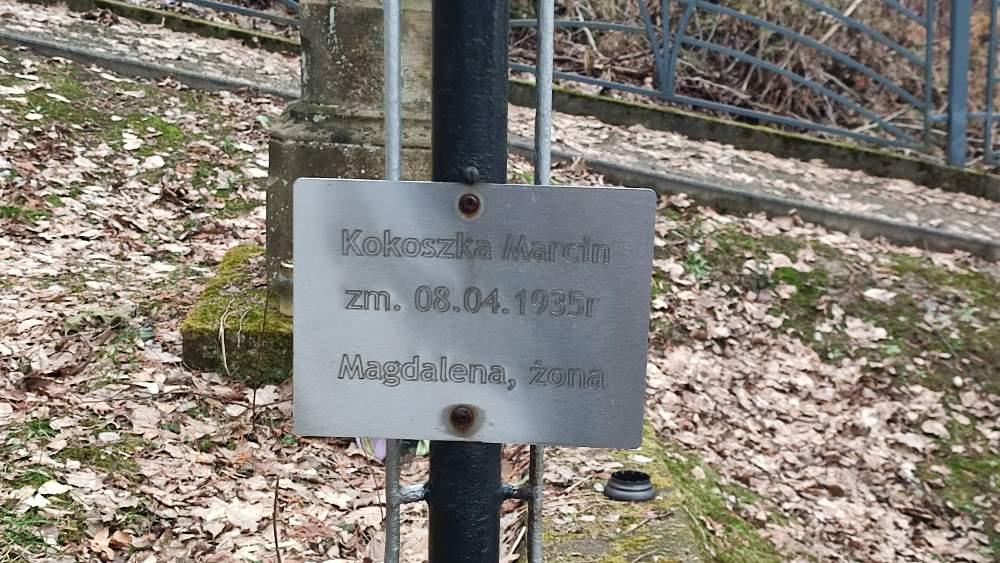 Kokoszka Marcin
zm. 08.04.1935r
Magdalena, żona